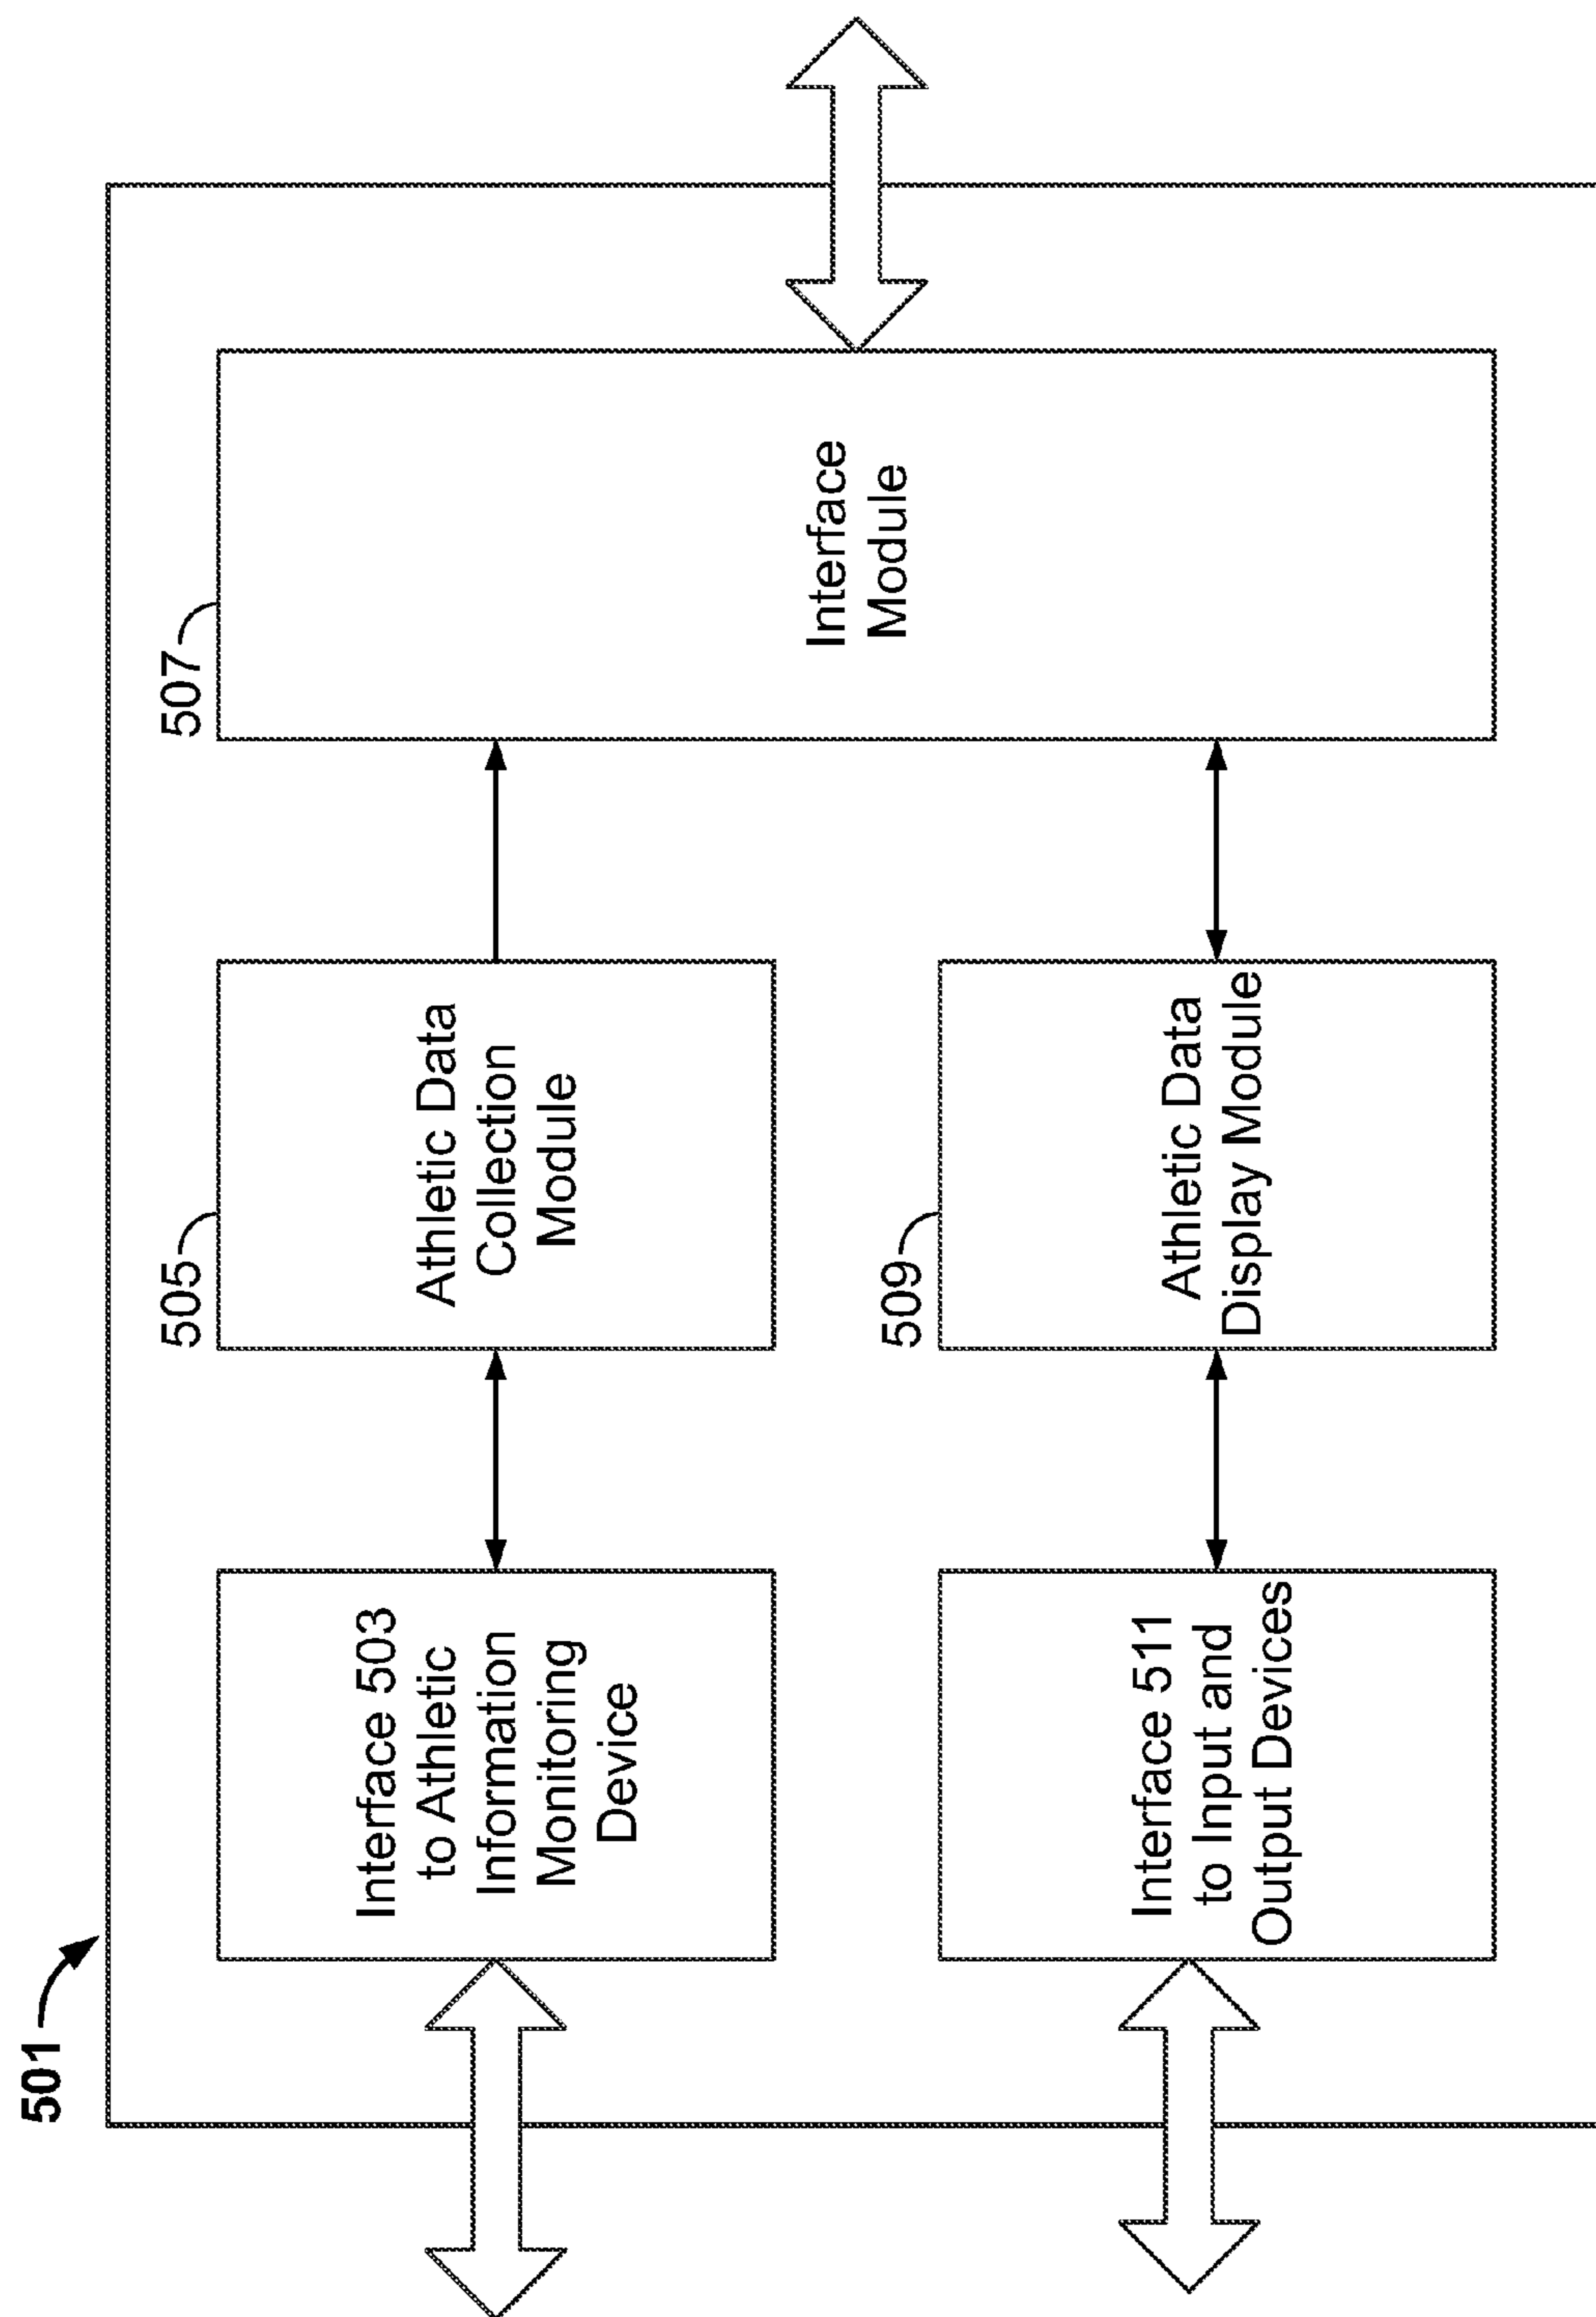 501
Interface 503
to Athletic
Information
Monitoring
Device
505
Athletic Data
Collection
Module
507
Interface
Module
Interface 511
to Input and
Output Devices
509
Athletic Data
Display Module